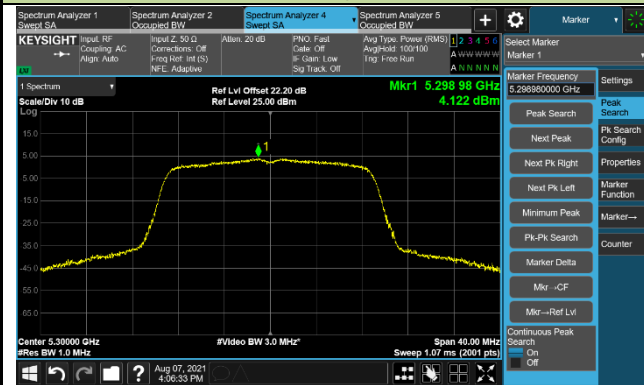 Spectrum Analyzer 1
Swept SA
Spectrum Analyzer 2
Occupied BW
Spectrum Analyzer 4
Swept SA
Spectrum Analyzer 5
Occupied BW
+
Marker
KEYSIGHT
Input: RF
Coupling: AC
Align: Auto
Input Z: 50 Ω
Corrections: Off
Freq Ref: Int (S)
NFE: Adaptive
Atten: 20 dB
PNO: Fast
Gate: Off
IF Gain: Low
Sig Track: Off
Avg Type: Power (RMS)
Avg|Hold: 100/100
Trig: Free Run
1 2 3 4 5 6
A W W W W W
A N N N N N
Select Marker
Marker 1
1 Spectrum
Scale/Div 10 dB
Log
Ref Lvl Offset 22.20 dB
Ref Level 25.00 dBm
Mkr1 5.298 98 GHz
4.122 dBm
15.0
5.00
-5.00
-15.0
-25.0
-35.0
-45.0
-55.0
-65.0
1
Center 5.30000 GHz
#Res BW 1.0 MHz
#Video BW 3.0 MHz*
Span 40.00 MHz
Sweep 1.07 ms (2001 pts)
Marker Frequency
5.298980000 GHz
Peak Search
Next Peak
Next Pk Right
Next Pk Left
Minimum Peak
Pk-Pk Search
Marker Delta
Mkr→CF
Mkr→Ref Lvl
Continuous Peak
Search
On
Off
Settings
Peak
Search
Pk Search
Config
Properties
Marker
Function
Marker→
Counter
?
Aug 07, 2021
4:06:33 PM